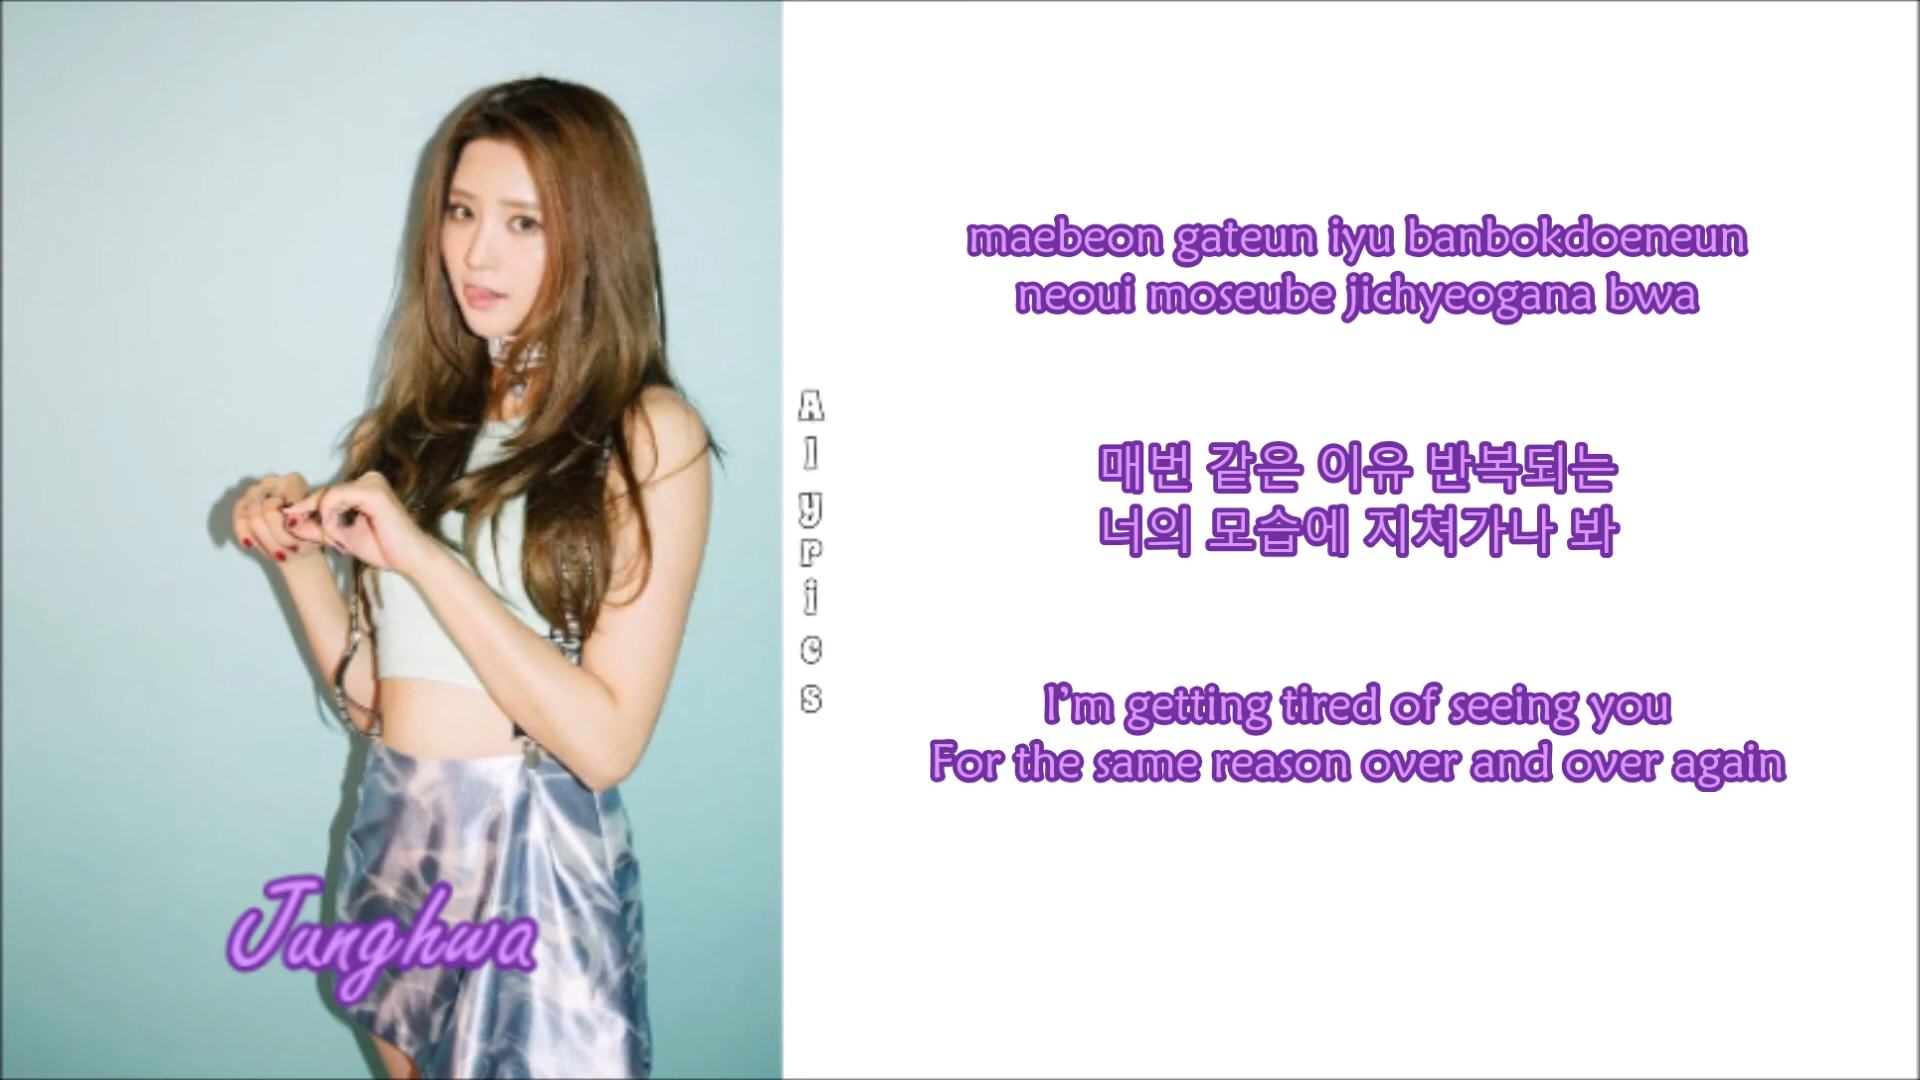 maebeon gateun iyu banbokdoeneun
neoui moseube jichyeogana bwa
매번 같은 이유 반복되는
너의 모습에 지쳐가나 봐
I'm getting tired of seeing you
For the same reason over and over again
Junghwa
Alypics